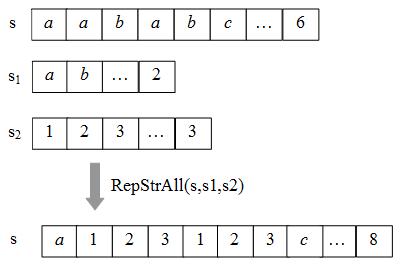 s a a b a b c … 6
s1 a b … 2
s2 1 2 3 … 3
RepStrAll(s,s1,s2)
s a 1 2 3 1 2 3 c … 8